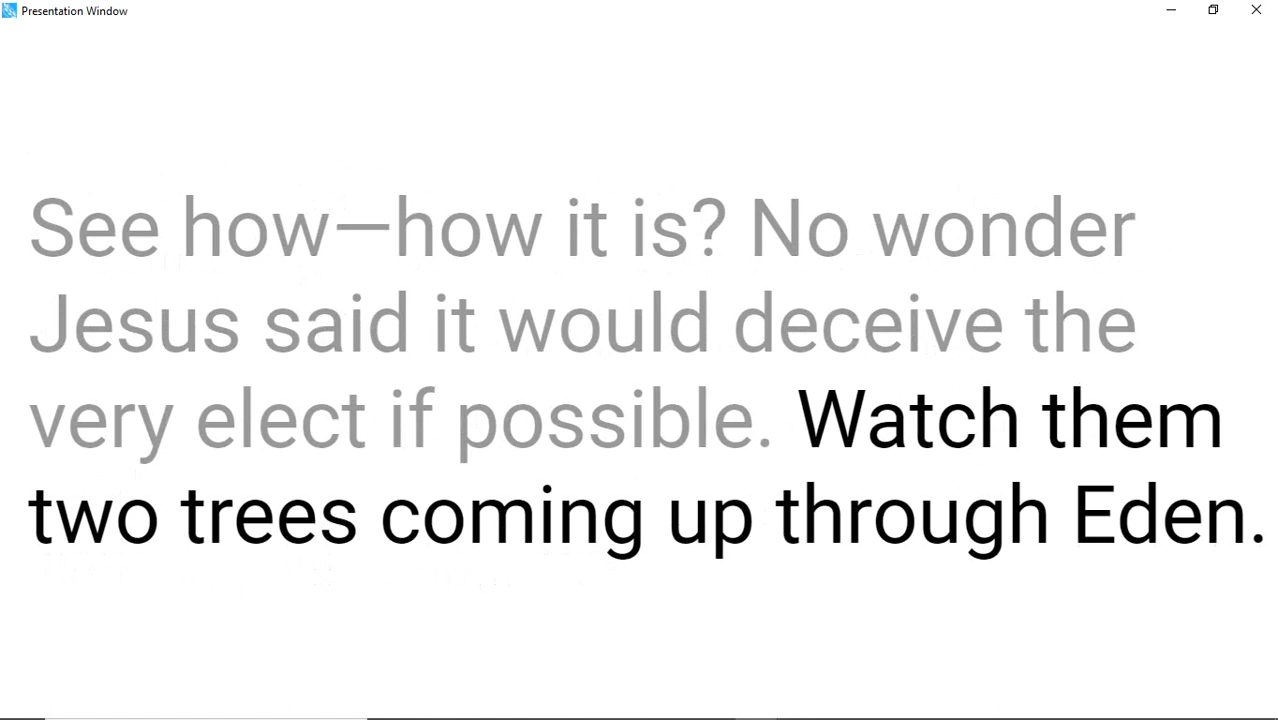 Presentation Window
See how—how it is? No wonder
Jesus said it would deceive the
very elect if possible. Watch them
two trees coming up through Eden.